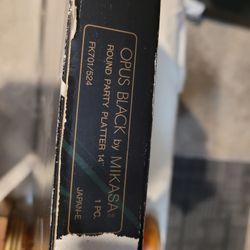 OPUS BLACK by MIKASA®
ROUND PARTY PLATTER 14"
FK701/524 1 PC.
JAPAN-E